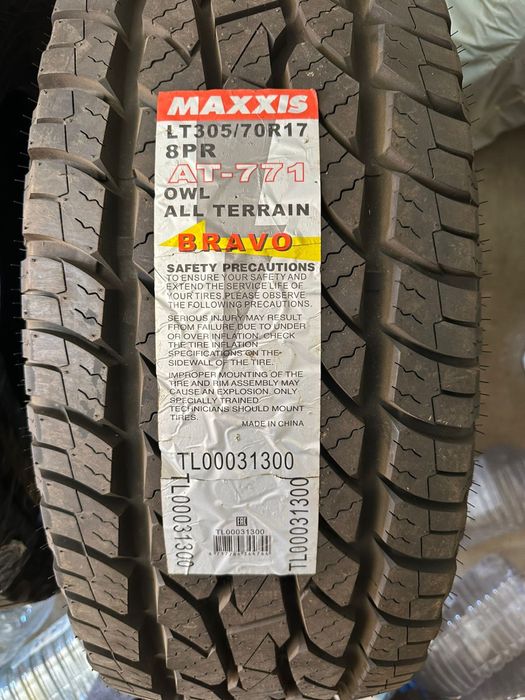 MAXXIS
LT305/70R17
8PR
AT-771
OWL
ALL TERRAIN
BRAVO
SAFETY PRECAUTIONS
TO ENSURE YOUR SAFETY AND
EXTEND THE SERVICE LIFE OF
YOUR TIRES,PLEASE OBSERVE
THE FOLLOWING PRECAUTIONS.
SERIOUS INJURY MAY RESULT
FROM FAILURE DUE TO UNDER
OR OVER INFLATION. CHECK
THE TIRE INFLATION
SPECIFICATIONS ON THE
SIDEWALL OF THE TIRE.
IMPROPER MOUNTING OF THE
TIRE AND RIM ASSEMBLY MAY
CAUSE AN EXPLOSION. ONLY
SPECIALLY TRAINED
TECHNICIANS SHOULD MOUNT
TIRES.
MADE IN CHINA
TL00031300
TL00031300
TL00031300
EAC
TL00031300